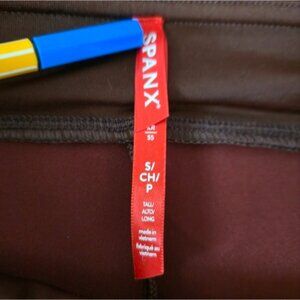 SPANX
S/
CH/
P
TALL/
ALTO/
LONG
made in
vietnam
fabriqué au
vietnam